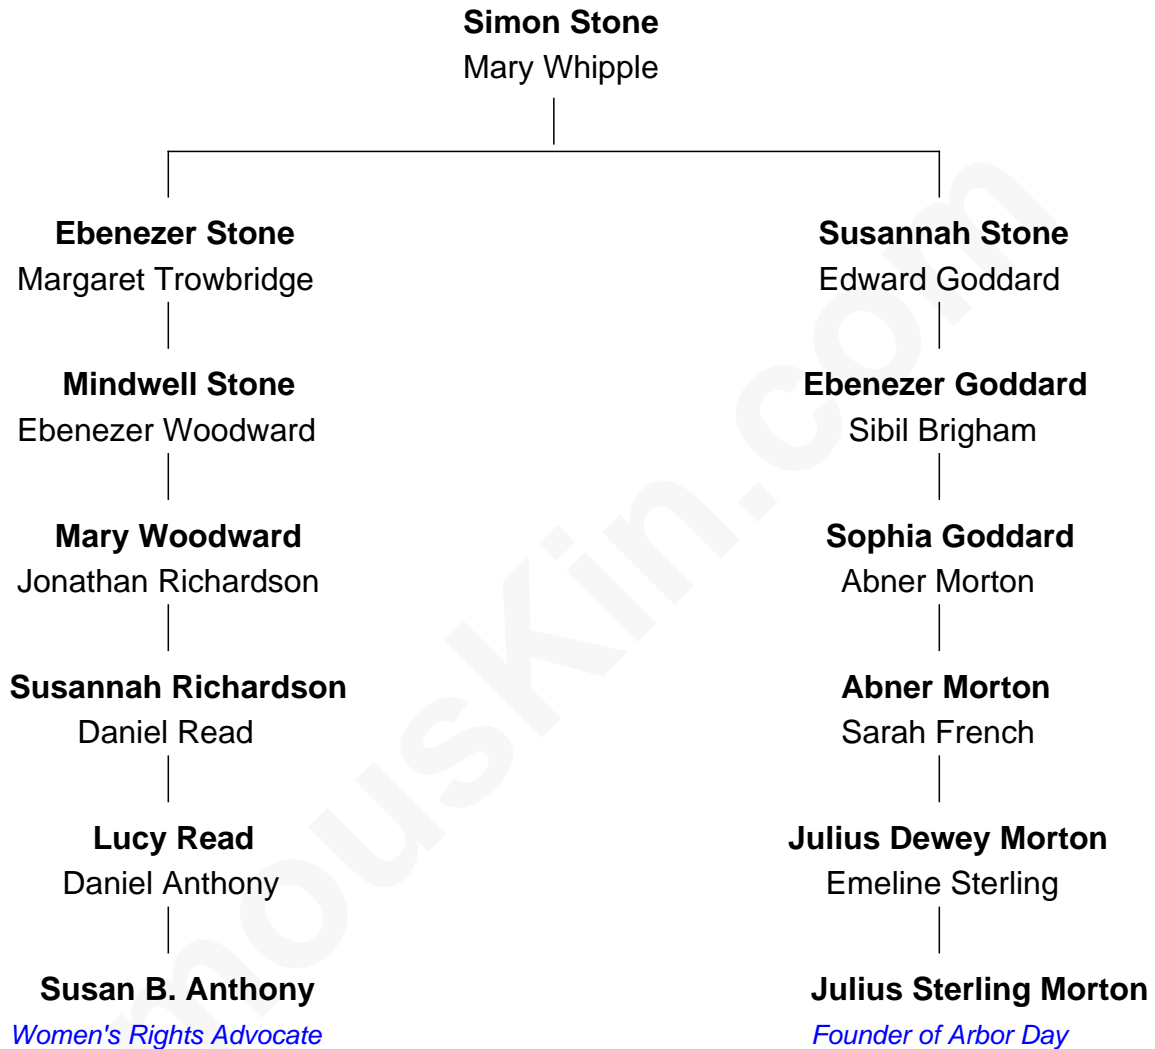 Simon Stone
Mary Whipple
Ebenezer Stone
Margaret Trowbridge
Susannah Stone
Edward Goddard
Mindwell Stone
Ebenezer Woodward
Ebenezer Goddard
Sibil Brigham
Mary Woodward
Jonathan Richardson
Sophia Goddard
Abner Morton
Susannah Richardson
Daniel Read
Abner Morton
Sarah French
Lucy Read
Daniel Anthony
Julius Dewey Morton
Emeline Sterling
Susan B. Anthony
Women's Rights Advocate
Julius Sterling Morton
Founder of Arbor Day
mousKin.com